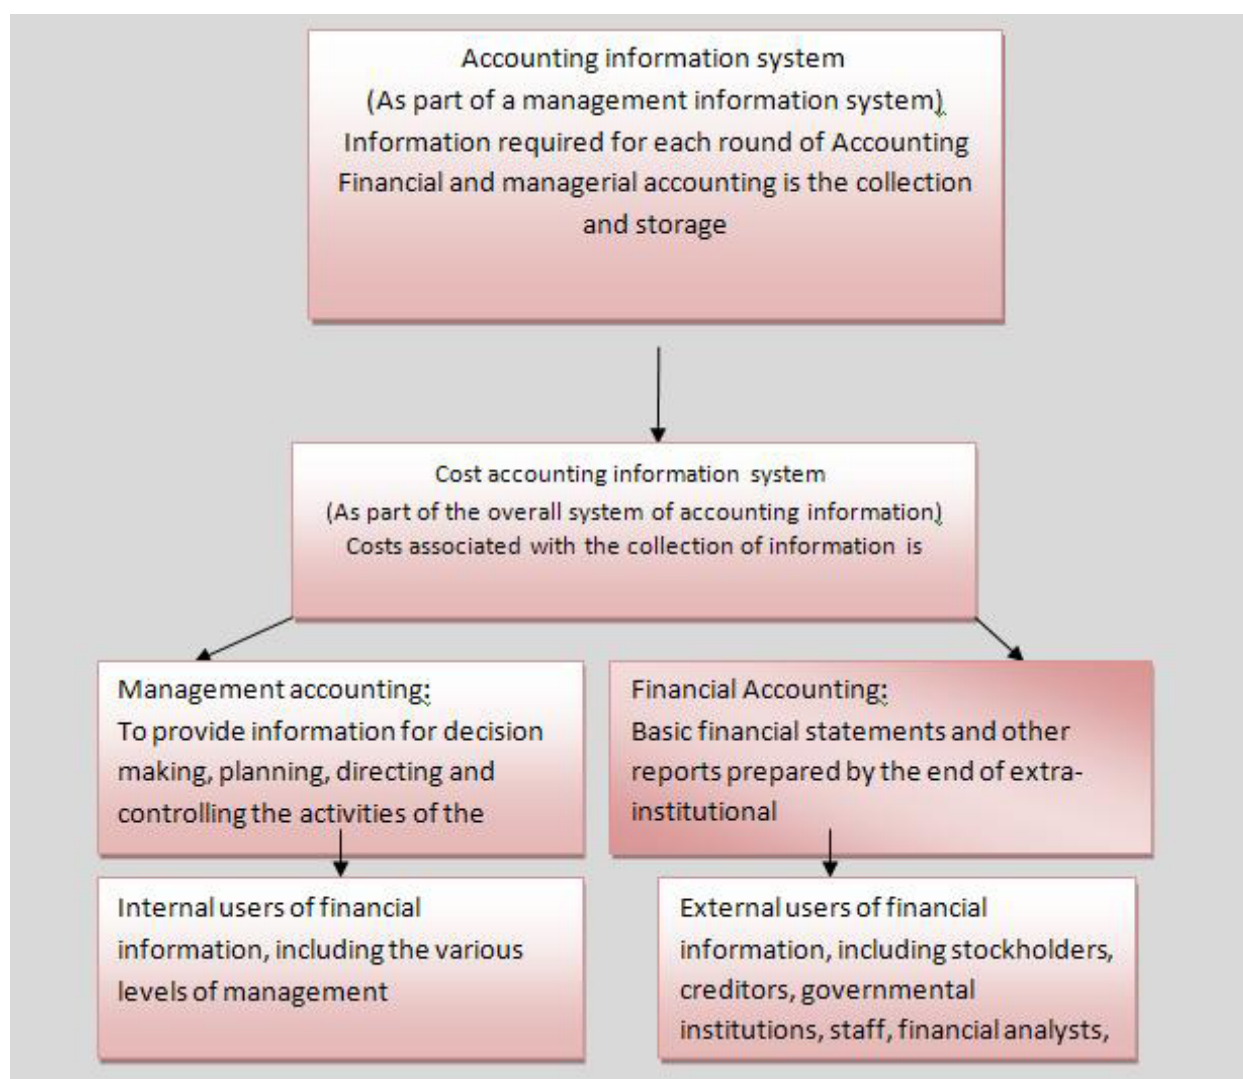 Accounting information system
(As part of a management information system)
Information required for each round of Accounting
Financial and managerial accounting is the collection
and storage
Cost accounting information system
(As part of the overall system of accounting information)
Costs associated with the collection of information is
Management accounting:
To provide information for decision
making, planning, directing and
controlling the activities of the
Financial Accounting:
Basic financial statements and other
reports prepared by the end of extra-
institutional
Internal users of financial
information, including the various
levels of management
External users of financial
information, including stockholders,
creditors, governmental
institutions, staff, financial analysts,